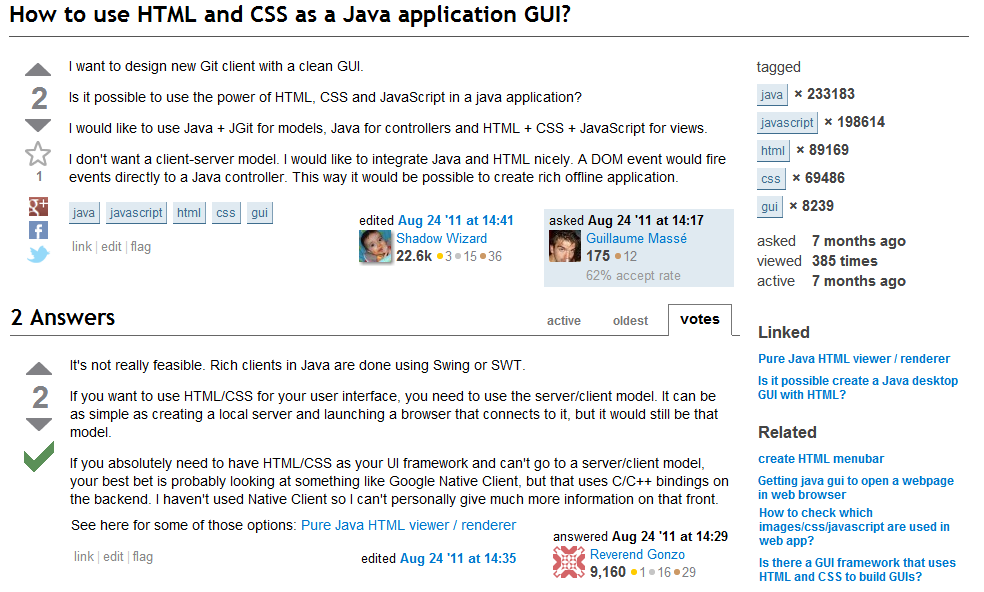 How to use HTML and CSS as a Java application GUI?
I want to design new Git client with a clean GUI.
2
Is it possible to use the power of HTML, CSS and JavaScript in a java application?
I would like to use Java + JGit for models, Java for controllers and HTML + CSS + JavaScript for views.
1
I don't want a client-server model. I would like to integrate Java and HTML nicely. A DOM event would fire
events directly to a Java controller. This way it would be possible to create rich offline application.
java javascript html css gui
link | edit | flag
edited Aug 24 '11 at 14:41
Shadow Wizard
22.6k ●3 ●15 ●36
asked Aug 24 '11 at 14:17
Guillaume Massé
175 ●12
62% accept rate
tagged
java × 233183
javascript × 198614
html × 89169
css × 69486
gui × 8239
asked 7 months ago
viewed 385 times
active 7 months ago
2 Answers
active oldest votes
It's not really feasible. Rich clients in Java are done using Swing or SWT.
2
If you want to use HTML/CSS for your user interface, you need to use the server/client model. It can be
as simple as creating a local server and launching a browser that connects to it, but it would still be that
model.
If you absolutely need to have HTML/CSS as your UI framework and can't go to a server/client model,
your best bet is probably looking at something like Google Native Client, but that uses C/C++ bindings on
the backend. I haven't used Native Client so I can't personally give much more information on that front.
See here for some of those options: Pure Java HTML viewer / renderer
link | edit | flag
edited Aug 24 '11 at 14:35
answered Aug 24 '11 at 14:29
Reverend Gonzo
9,160 ●1 ●16 ●29
Linked
Pure Java HTML viewer / renderer
Is it possible create a Java desktop
GUI with HTML?
Related
create HTML menubar
Getting java gui to open a webpage
in web browser
How to check which
images/css/javascript are used in
web app?
Is there a GUI framework that uses
HTML and CSS to build GUIs?